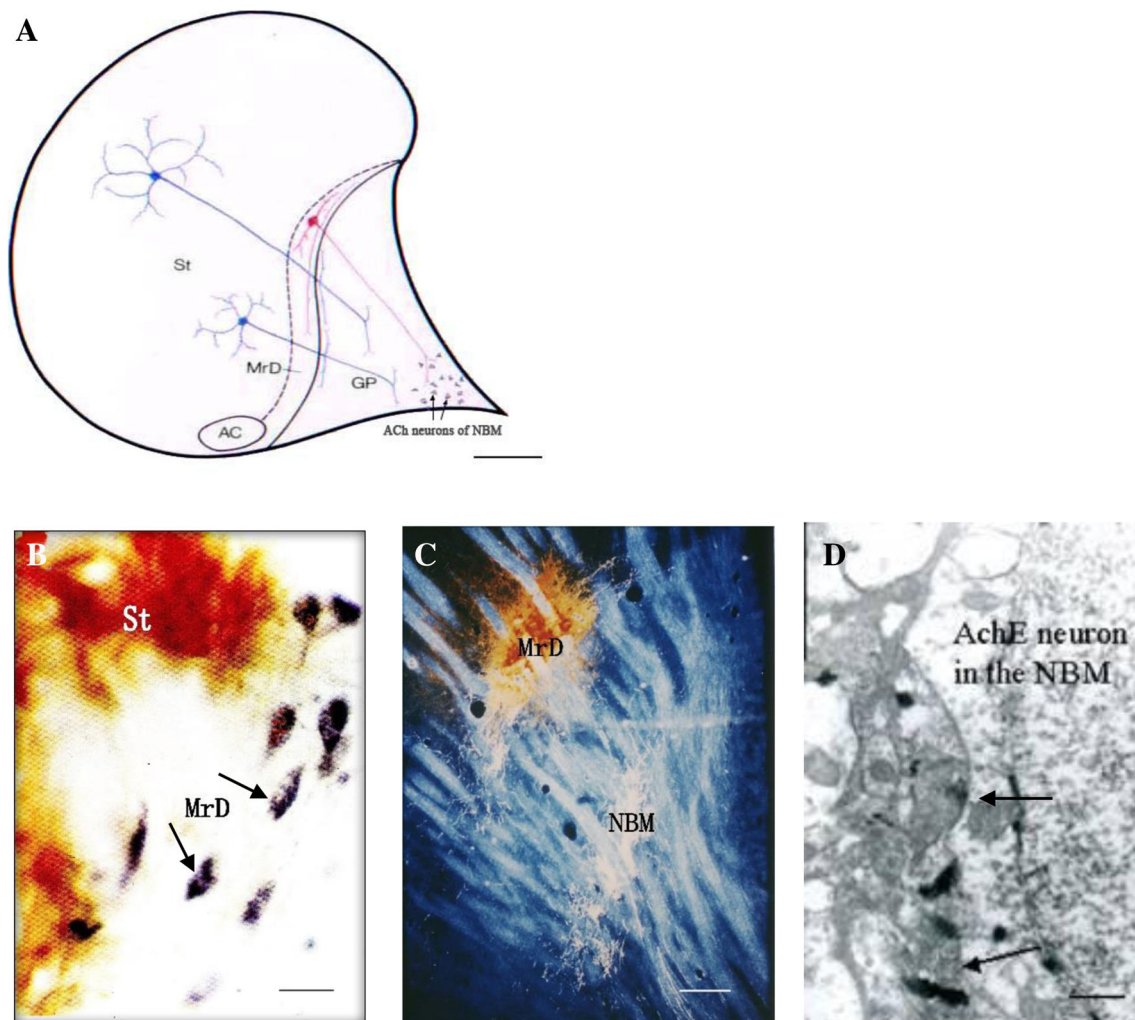 A
St
MrD
GP
AC
ACh neurons of NBM
B
St
MrD
C
MrD
NBM
D
AchE neuron
in the NBM